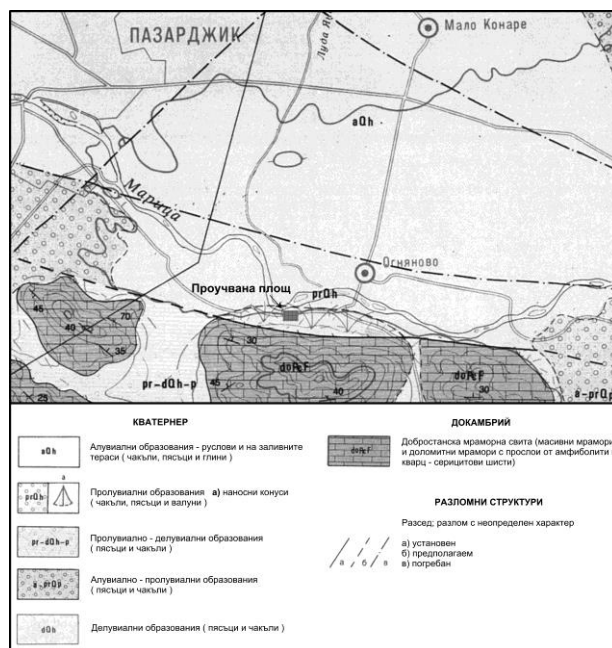 ПАЗАРДЖИК
Мало Конаре
Луда Яна
aQh
Марица
Огняново
Проучвана площ
prQh
45
70
40
35
30
45
40
30
25
pr-dQh-p
a-prQp
КВАТЕРНЕР
aQh
Алувиални образования - руслови и на заливните
тераси ( чакъли, пясъци и глини )
а
prQh
Пролувиални образования а) наносни конуси
( чакъли, пясъци и валуни )
pr-dQh-p
Пролувиално - делувиални образования
( пясъци и чакъли )
a-prQp
Алувиално - пролувиални образования
( пясъци и чакъли )
dQh
Делувиални образования ( пясъци и чакъли )
ДОКАМБРИЙ
Добростанска мраморна свита (масивни мрамори
и доломитни мрамори с прослои от амфиболити и
кварц - серицитови шисти)
РАЗЛОМНИ СТРУКТУРИ
Разсед; разлом с неопределен характер
а) установен
б) предполагаем
в) погребан
а б в